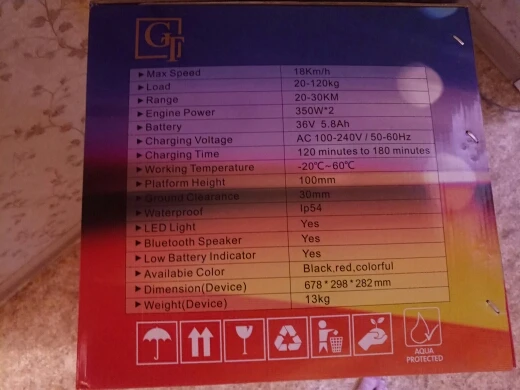 GT
Max Speed 18Km/h
Load 20-120kg
Range 20-30KM
Engine Power 350W*2
Battery 36V 5.8Ah
Charging Voltage AC 100-240V / 50-60Hz
Charging Time 120 minutes to 180 minutes
Working Temperature -20℃~60℃
Platform Height 100mm
Ground Clearance 30mm
Waterproof Ip54
LED Light Yes
Bluetooth Speaker Yes
Low Battery Indicator Yes
Availabie Color Black,red,colorful
Dimension(Device) 678*298*282mm
Weight(Device) 13kg
AQUA
PROTECTED